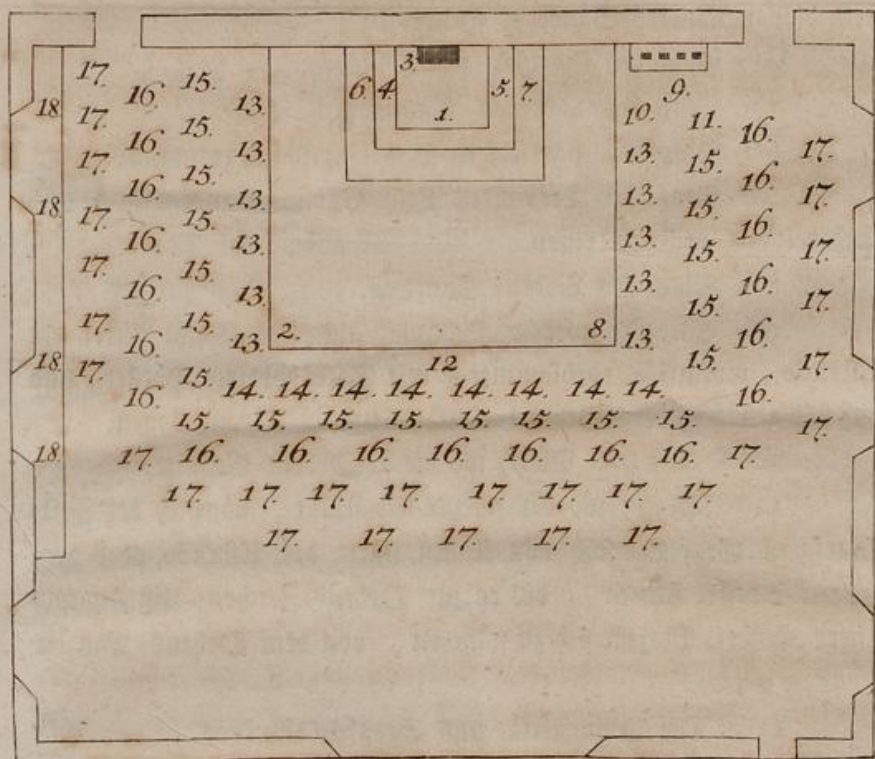 17. 15. 3.
16. 13. 6. 4. 5. 7. 9.
18. 17. 15. 1. 10. 11. 16.
16. 13. 13. 15. 17.
17. 15. 16.
18. 16. 13. 13. 15. 17.
17. 15. 16.
16. 13. 13. 15. 17.
17. 15. 16.
16. 13. 13. 15. 17.
17. 15. 2. 8. 16.
18. 16. 13. 12 13. 15. 17.
17. 15. 14. 14. 14. 14. 14. 14. 14. 14. 16.
16. 15. 15. 15. 15. 15. 15. 15. 15. 17.
18. 17. 16. 16. 16. 16. 16. 16. 16. 17.
17. 17. 17. 17. 17. 17. 17. 17.
17. 17. 17. 17. 17.